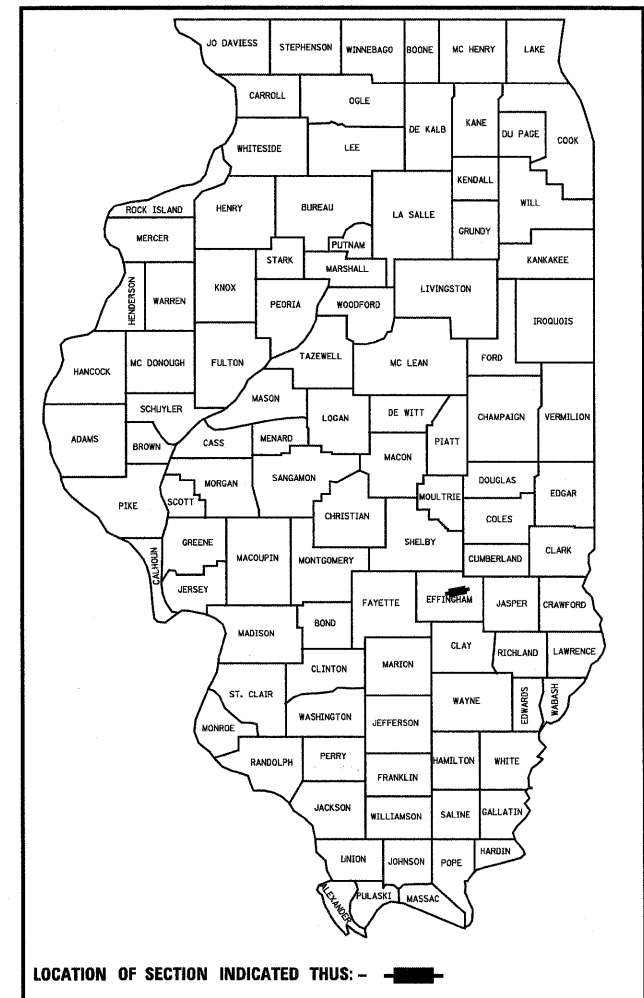 JO DAVIESS
STEPHENSON
WINNEBAGO
BOONE
MC HENRY
LAKE
CARROLL
OGLE
DE KALB
KANE
DU PAGE
COOK
WHITESIDE
LEE
KENDALL
WILL
ROCK ISLAND
HENRY
BUREAU
LA SALLE
GRUNDY
MERCER
PUTNAM
STARK
MARSHALL
KANKAKEE
HENDERSON
WARREN
KNOX
PEORIA
WOODFORD
LIVINGSTON
IROQUOIS
HANCOCK
MC DONOUGH
FULTON
TAZEWELL
MC LEAN
FORD
SCHUYLER
MASON
LOGAN
DE WITT
CHAMPAIGN
VERMILION
ADAMS
BROWN
CASS
MENARD
MACON
PIATT
PIKE
SCOTT
MORGAN
SANGAMON
CHRISTIAN
MOULTRIE
DOUGLAS
EDGAR
COLES
CALHOUN
GREENE
MACOUPIN
MONTGOMERY
SHELBY
CUMBERLAND
CLARK
JERSEY
FAYETTE
EFFINGHAM
JASPER
CRAWFORD
MADISON
BOND
CLAY
RICHLAND
LAWRENCE
CLINTON
MARION
ST. CLAIR
WAYNE
EDWARDS
WABASH
MONROE
WASHINGTON
JEFFERSON
RANDOLPH
PERRY
HAMILTON
WHITE
FRANKLIN
JACKSON
WILLIAMSON
SALINE
GALLATIN
UNION
JOHNSON
POPE
HARDIN
ALEXANDER
PULASKI
MASSAC
LOCATION OF SECTION INDICATED THUS: –